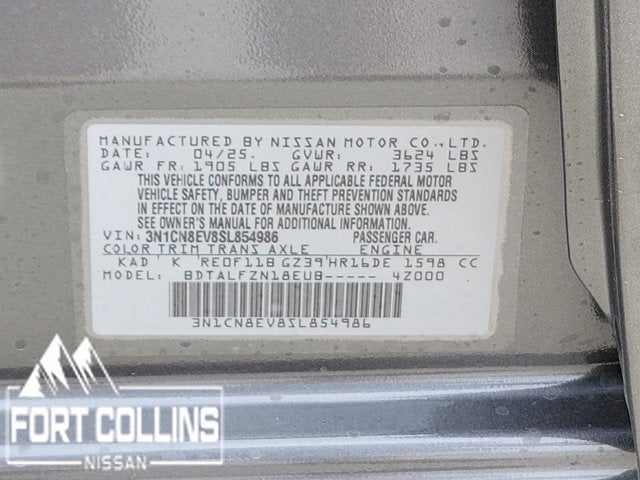 MANUFACTURED BY NISSAN MOTOR CO.,LTD.
DATE: 04/25. GVWR: 3624 LBS
GAWR FR: 1905 LBS GAWR RR: 1735 LBS
THIS VEHICLE CONFORMS TO ALL APPLICABLE FEDERAL MOTOR
VEHICLE SAFETY, BUMPER AND THEFT PREVENTION STANDARDS
IN EFFECT ON THE DATE OF MANUFACTURE SHOWN ABOVE.
SEE OWNER'S MANUAL FOR ADDITIONAL INFORMATION.
VIN: 3N1CN8EV8SL854986 PASSENGER CAR.
COLOR TRIM TRANS AXLE ENGINE
KAD K RE0F11B GZ39 HR16DE 1598 CC
MODEL: BDTALFZN18EUB----- 4Z000
3N1CN8EV8SL854986
FORT COLLINS
NISSAN